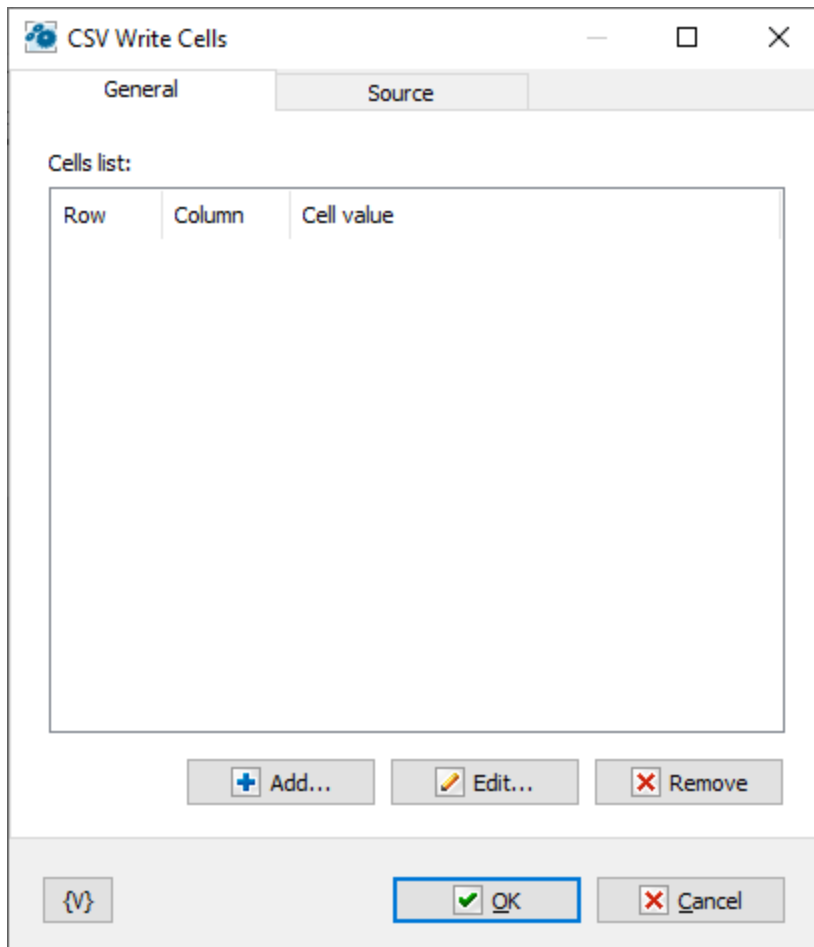 CSV Write Cells
General Source
Cells list:
Row Column Cell value
Add... Edit... Remove
{V} OK Cancel